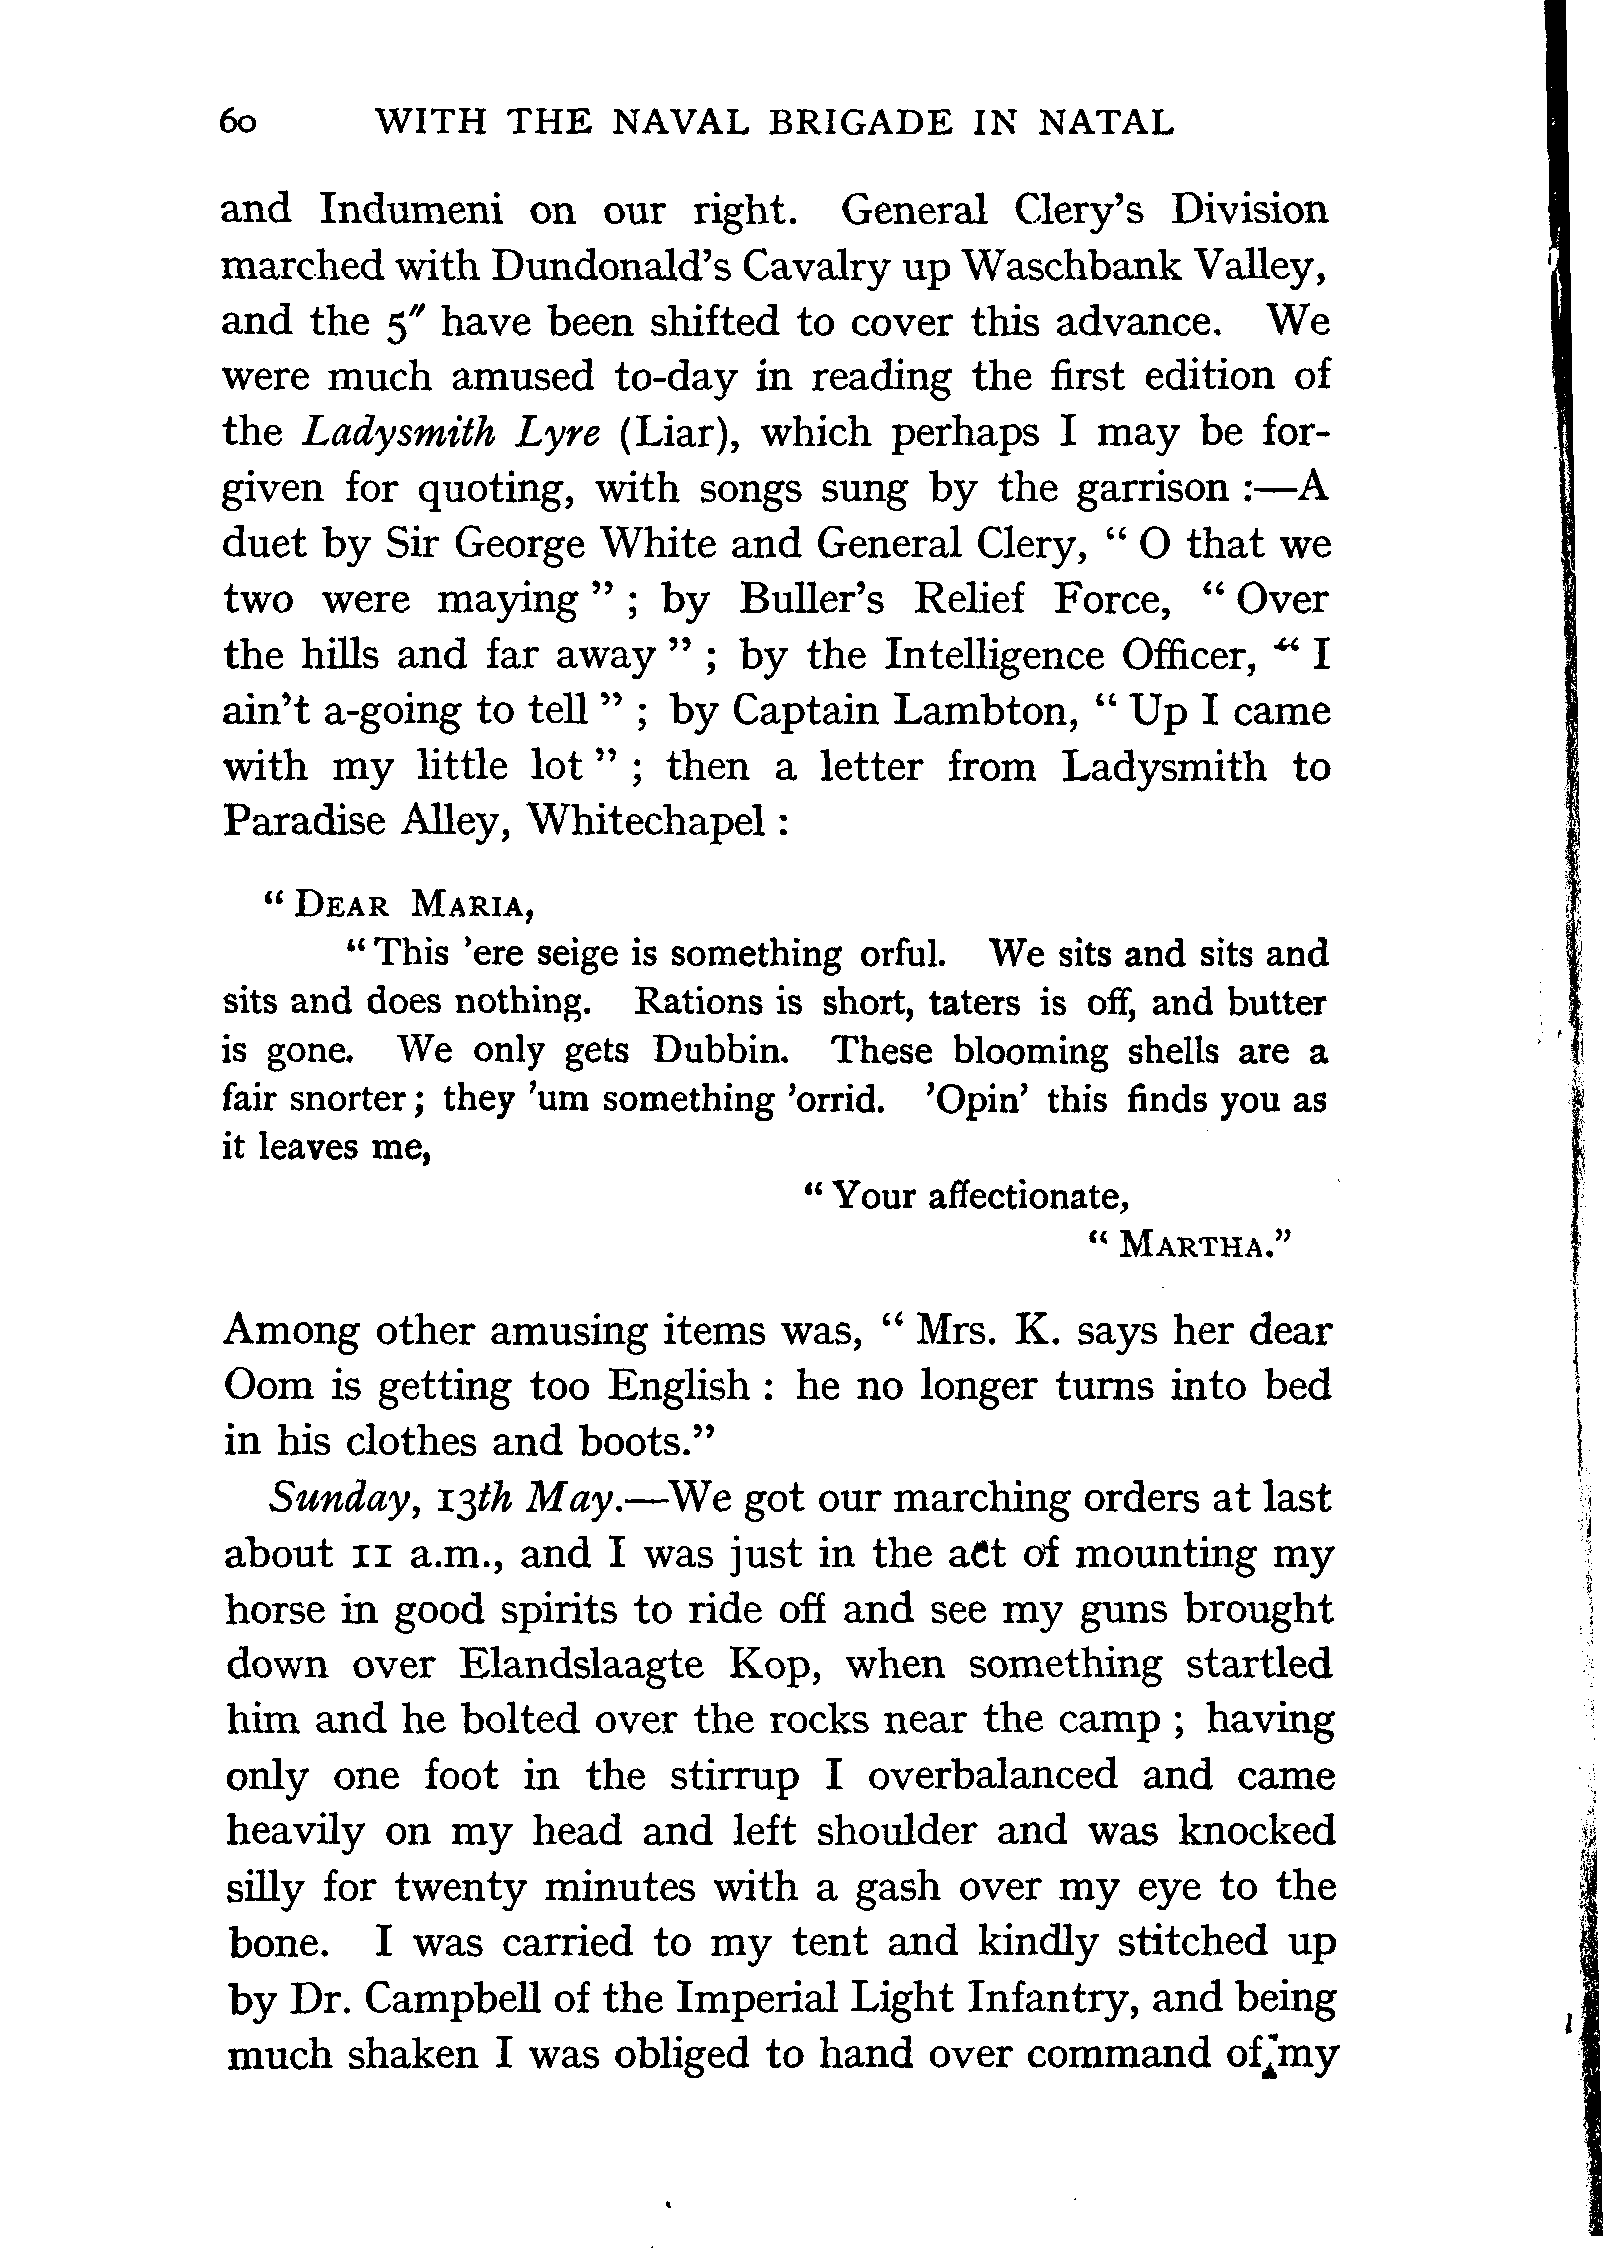 60 WITH THE NAVAL BRIGADE IN NATAL
and Indumeni on our right. General Clery's Division
marched with Dundonald's Cavalry up Waschbank Valley,
and the 5″ have been shifted to cover this advance. We
were much amused to-day in reading the first edition of
the Ladysmith Lyre (Liar), which perhaps I may be for-
given for quoting, with songs sung by the garrison :—A
duet by Sir George White and General Clery, “ O that we
two were maying ” ; by Buller's Relief Force, “ Over
the hills and far away ” ; by the Intelligence Officer, “ I
ain't a-going to tell ” ; by Captain Lambton, “ Up I came
with my little lot ” ; then a letter from Ladysmith to
Paradise Alley, Whitechapel :
“ DEAR MARIA,
“ This 'ere seige is something orful. We sits and sits and
sits and does nothing. Rations is short, taters is off, and butter
is gone. We only gets Dubbin. These blooming shells are a
fair snorter ; they 'um something 'orrid. 'Opin' this finds you as
it leaves me,
“ Your affectionate,
“ MARTHA.”
Among other amusing items was, “ Mrs. K. says her dear
Oom is getting too English : he no longer turns into bed
in his clothes and boots.”
Sunday, 13th May.—We got our marching orders at last
about 11 a.m., and I was just in the act of mounting my
horse in good spirits to ride off and see my guns brought
down over Elandslaagte Kop, when something startled
him and he bolted over the rocks near the camp ; having
only one foot in the stirrup I overbalanced and came
heavily on my head and left shoulder and was knocked
silly for twenty minutes with a gash over my eye to the
bone. I was carried to my tent and kindly stitched up
by Dr. Campbell of the Imperial Light Infantry, and being
much shaken I was obliged to hand over command of my